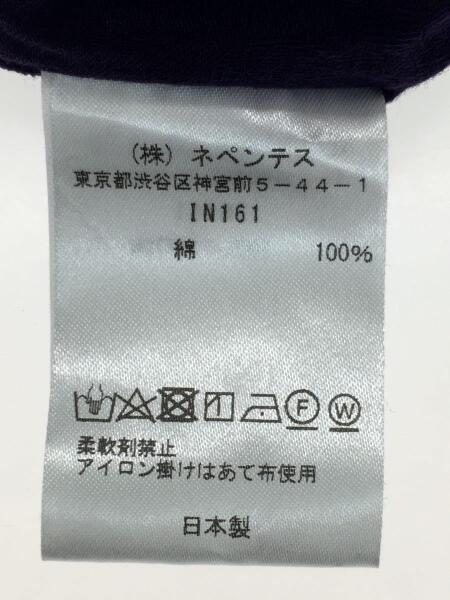 (株) ネペンテス
東京都渋谷区神宮前5-44-1
IN161
綿 100%
F W
柔軟剤禁止
アイロン掛けはあて布使用
日本製